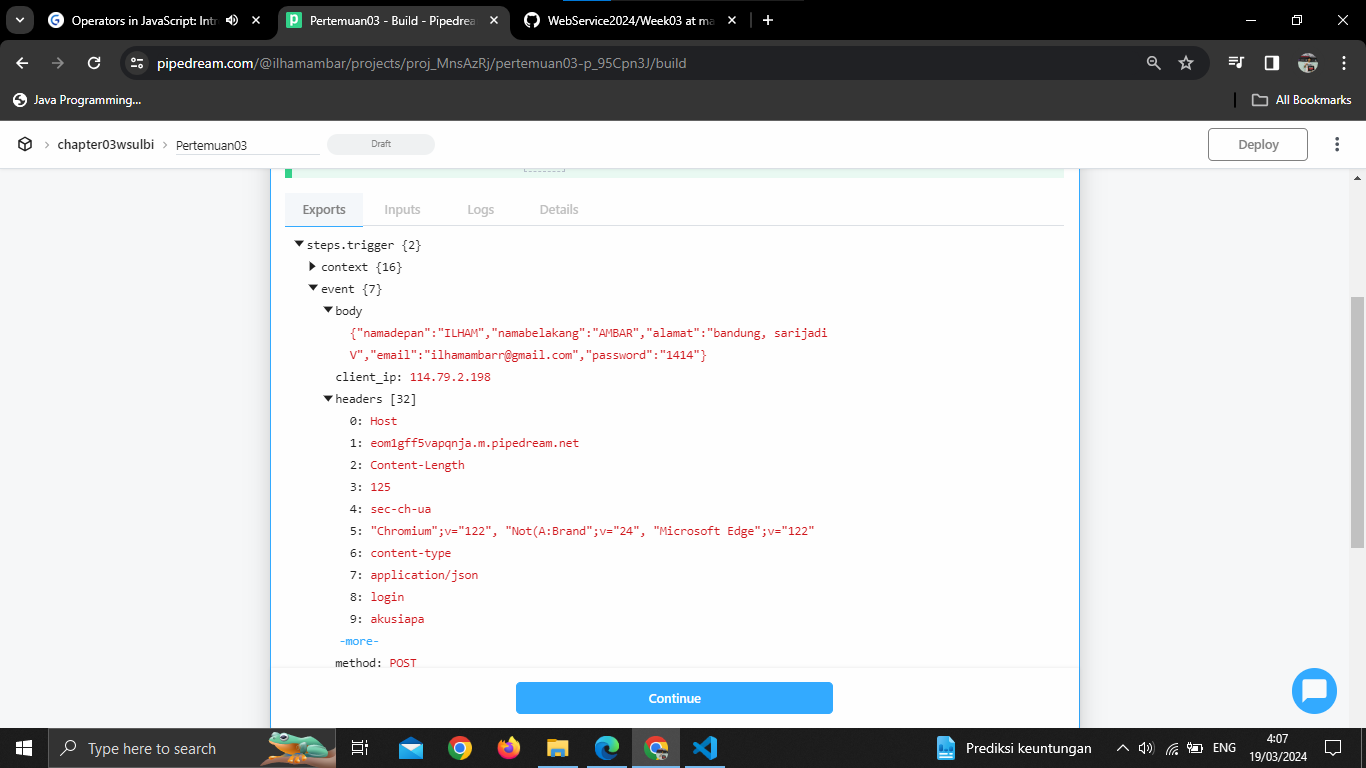 Operators in JavaScript: Intr
Pertemuan03 - Build - Pipedrea
WebService2024/Week03 at ma
pipedream.com/@ilhamambar/projects/proj_MnsAzRj/pertemuan03-p_95Cpn3J/build
Java Programming...
All Bookmarks
chapter03wsulbi
Pertemuan03
Draft
Deploy
Exports Inputs Logs Details
steps.trigger {2}
context {16}
event {7}
body
{"namadepan":"ILHAM","namabelakang":"AMBAR","alamat":"bandung, sarijadi
V","email":"ilhamambarr@gmail.com","password":"1414"}
client_ip: 114.79.2.198
headers [32]
0: Host
1: eom1gff5vapqnja.m.pipedream.net
2: Content-Length
3: 125
4: sec-ch-ua
5: "Chromium";v="122", "Not(A:Brand";v="24", "Microsoft Edge";v="122"
6: content-type
7: application/json
8: login
9: akusiapa
-more-
method: POST
Continue
Type here to search
Prediksi keuntungan
ENG
4:07
19/03/2024